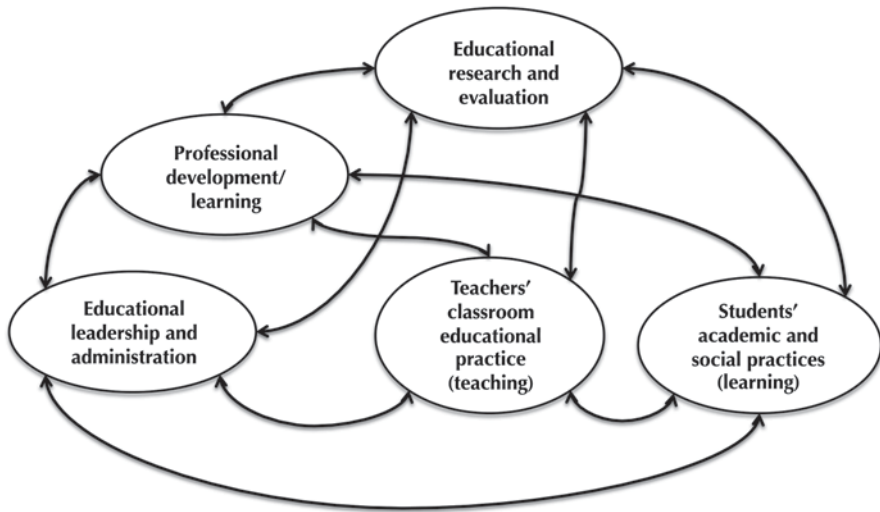 Educational
research and
evaluation
Professional
development/
learning
Educational
leadership and
administration
Teachers’
classroom
educational
practice
(teaching)
Students’
academic and
social practices
(learning)